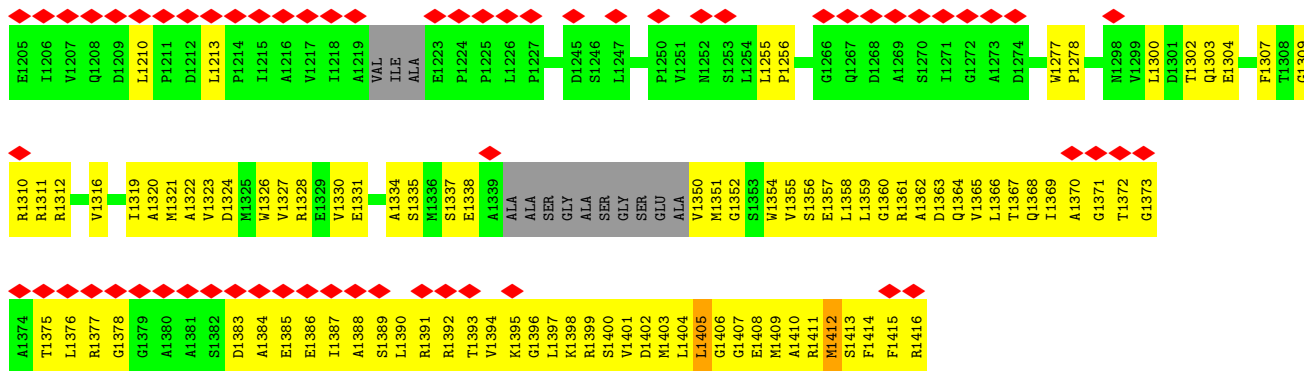 E1205 I1206 V1207 Q1208 D1209 L1210 P1211 D1212 L1213 P1214 I1215 A1216 V1217 I1218 A1219 VAL ILE ALA E1223 P1224 P1225 L1226 P1227 D1245 S1246 L1247 P1250 V1251 N1252 S1253 L1254 L1255 P1256 G1266 Q1267 D1268 A1269 S1270 I1271 G1272 A1273 D1274 W1277 P1278 N1298 V1299 L1300 D1301 T1302 Q1303 E1304 F1307 T1308 G1309
R1310 R1311 R1312 V1316 I1319 A1320 M1321 A1322 V1323 D1324 M1325 W1326 V1327 R1328 E1329 V1330 E1331 A1334 S1335 M1336 S1337 E1338 A1339 ALA ALA SER GLY ALA SER GLY SER GLU ALA V1350 M1351 G1352 S1353 W1354 V1355 S1356 E1357 L1358 L1359 G1360 R1361 A1362 D1363 Q1364 V1365 L1366 T1367 Q1368 I1369 A1370 G1371 T1372 G1373
A1374 T1375 L1376 R1377 G1378 G1379 A1380 A1381 S1382 D1383 A1384 E1385 E1386 I1387 A1388 S1389 L1390 R1391 R1392 T1393 V1394 K1395 G1396 L1397 K1398 R1399 S1400 V1401 D1402 M1403 L1404 L1405 G1406 G1407 E1408 M1409 A1410 R1411 M1412 S1413 F1414 F1415 R1416